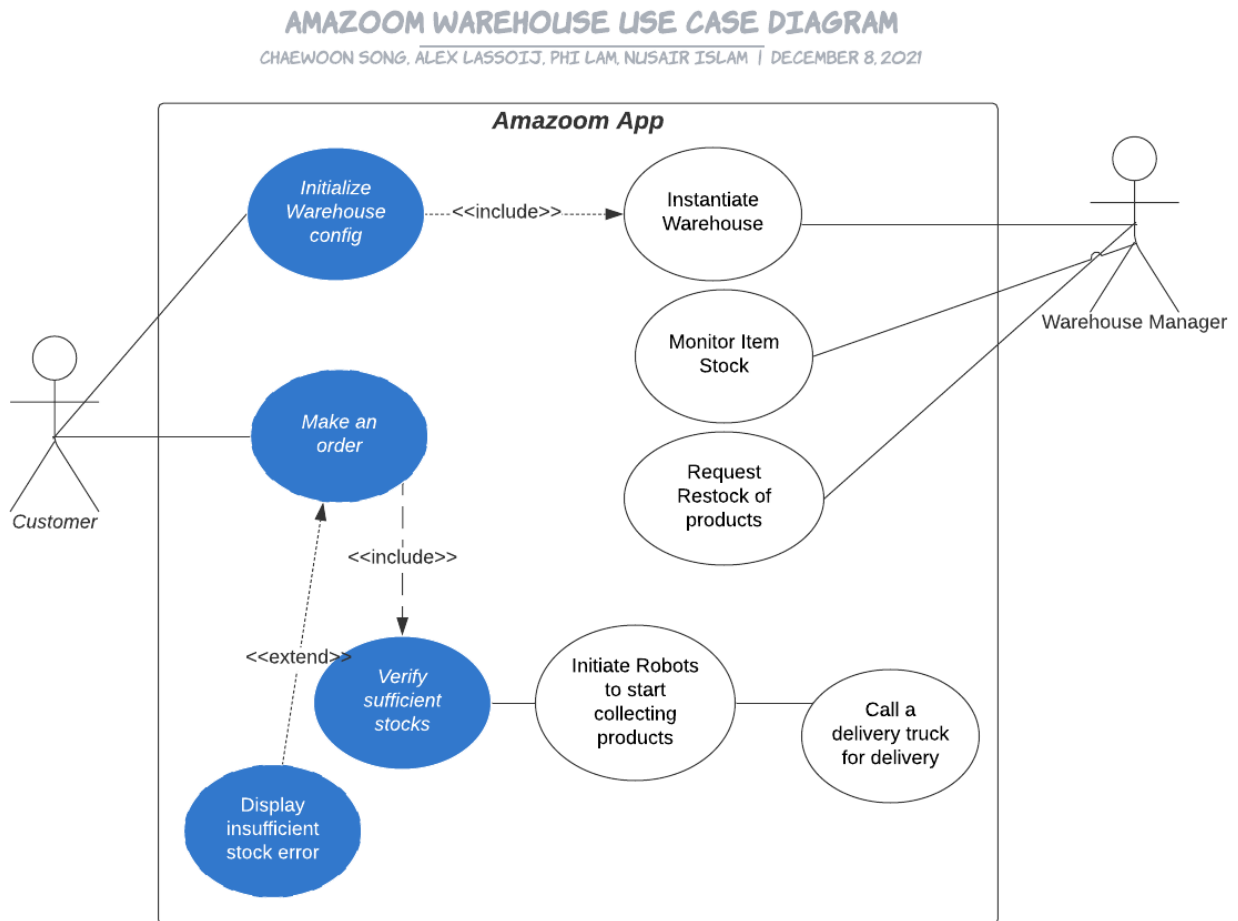 AMAZOOM WAREHOUSE USE CASE DIAGRAM
CHAEWOON SONG, ALEX LASSOIJ, PHI LAM, NUSAIR ISLAM | DECEMBER 8, 2021
Amazoom App
Initialize
Warehouse
config
<<include>>
Instantiate
Warehouse
Warehouse Manager
Monitor Item
Stock
Make an
order
Customer
Request
Restock of
products
<<include>>
<<extend>>
Verify
sufficient
stocks
Initiate Robots
to start
collecting
products
Call a
delivery truck
for delivery
Display
insufficient
stock error